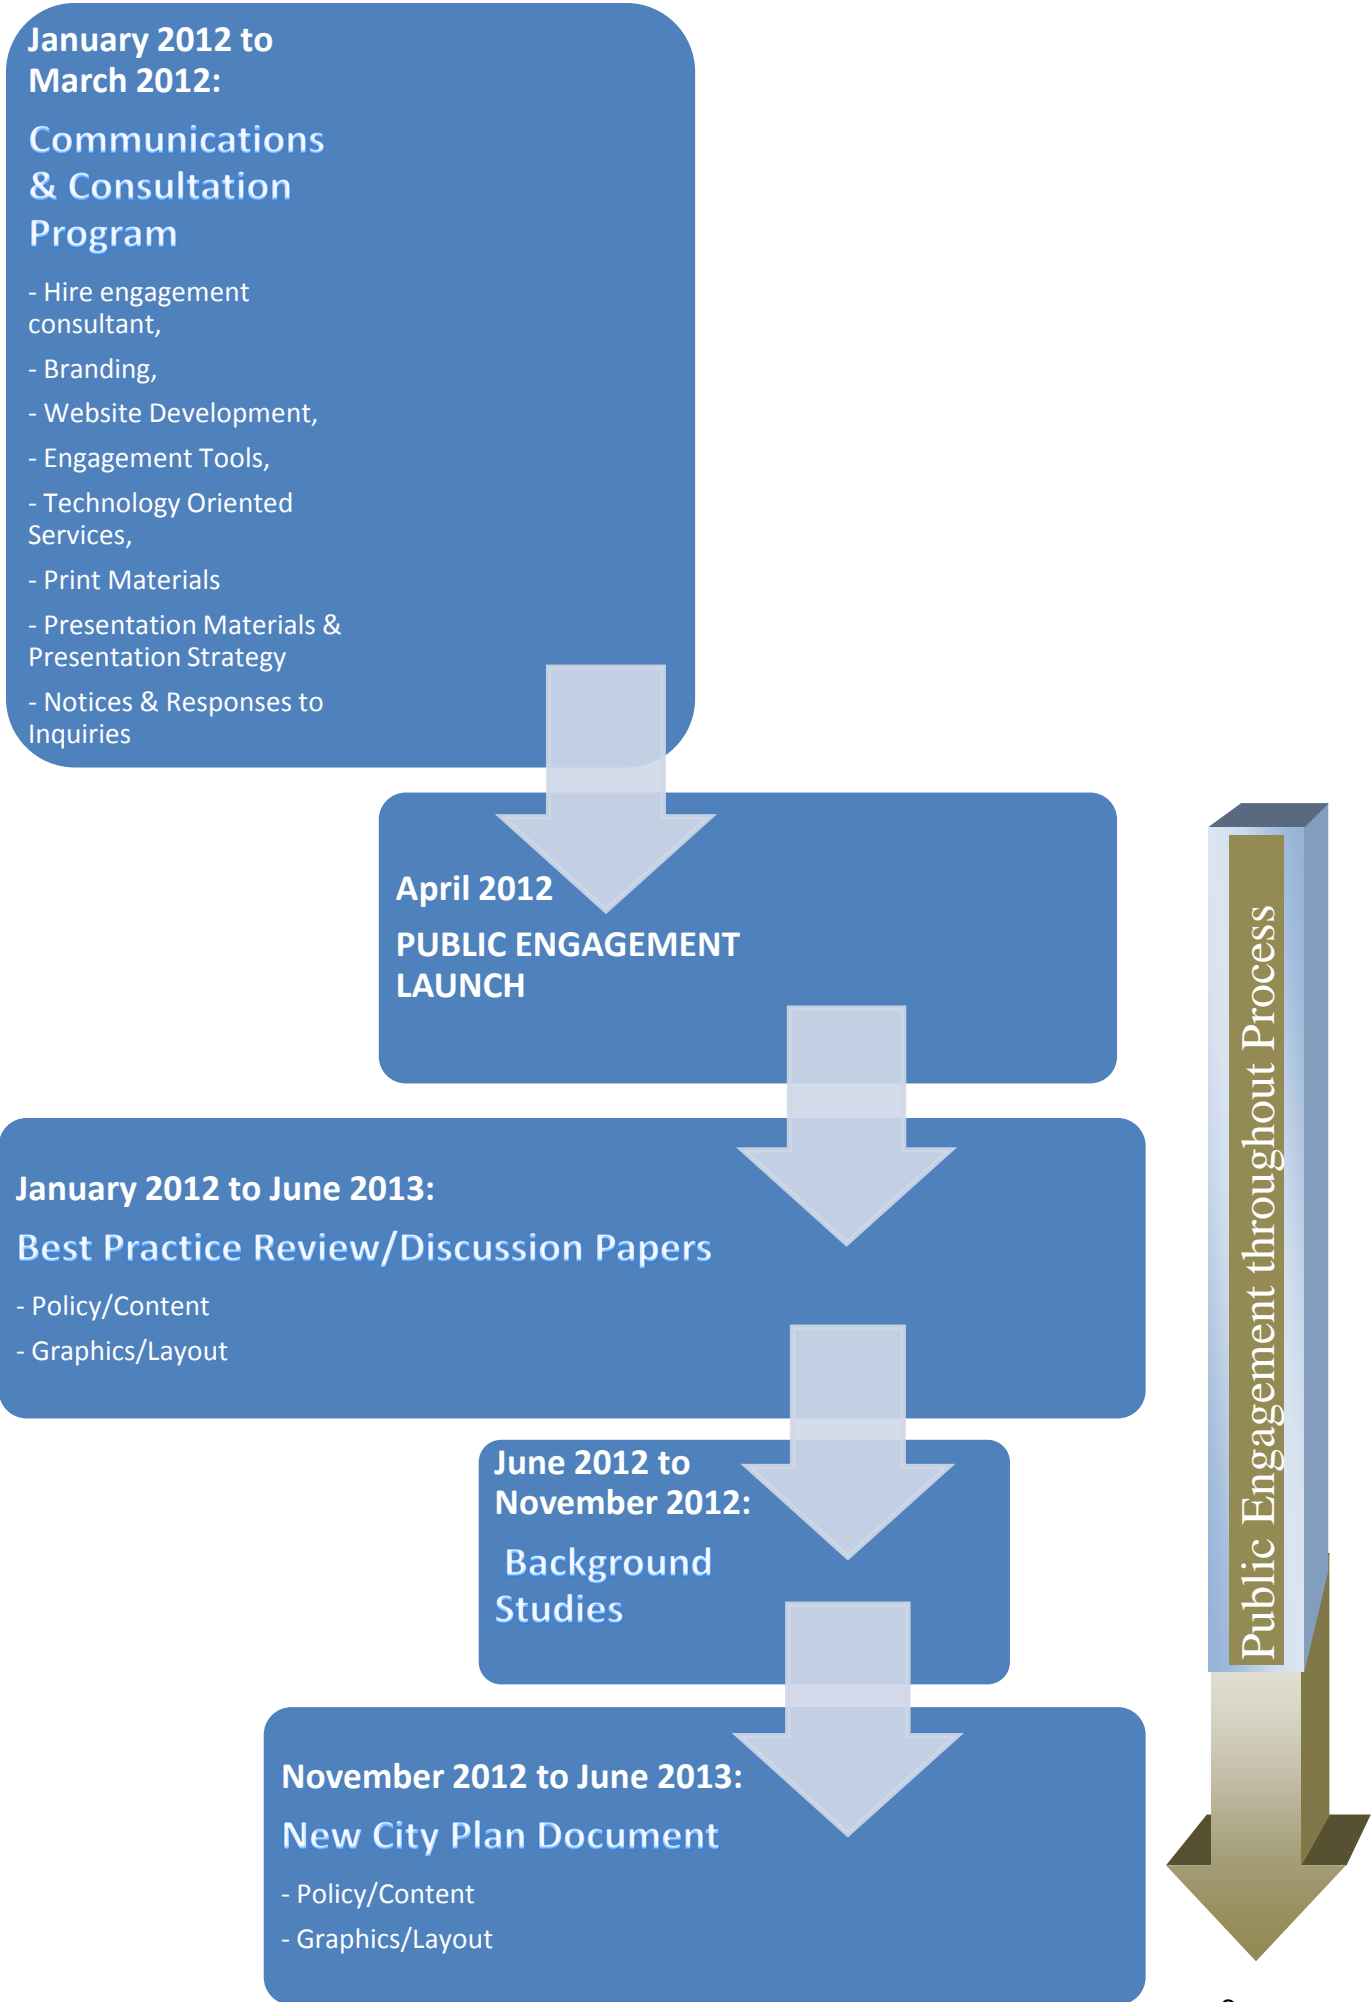 January 2012 to
March 2012:
Communications
& Consultation
Program
- Hire engagement
consultant,
- Branding,
- Website Development,
- Engagement Tools,
- Technology Oriented
Services,
- Print Materials
- Presentation Materials &
Presentation Strategy
- Notices & Responses to
Inquiries
April 2012
PUBLIC ENGAGEMENT
LAUNCH
January 2012 to June 2013:
Best Practice Review/Discussion Papers
- Policy/Content
- Graphics/Layout
June 2012 to
November 2012:
Background
Studies
November 2012 to June 2013:
New City Plan Document
- Policy/Content
- Graphics/Layout
Public Engagement throughout Process